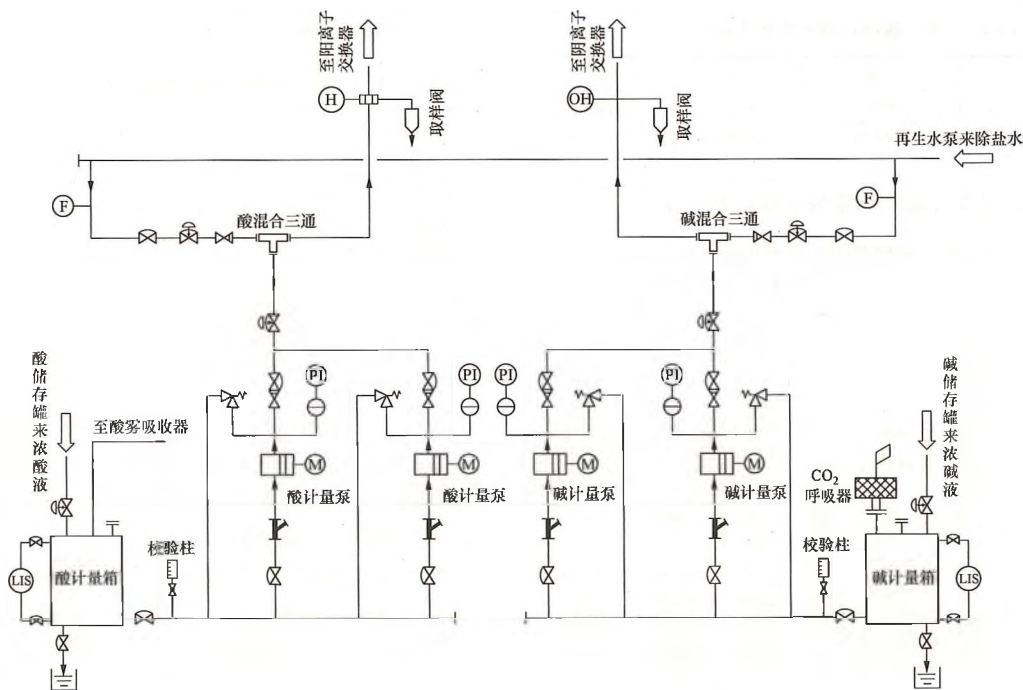 至阳离子
交换器
至阴离子
交换器
H
取样阀
OH
取样阀
再生水泵来除盐水
F
F
酸混合三通
碱混合三通
酸储存罐来浓酸液
至酸雾吸收器
PI
PI
PI
PI
碱储存罐来浓碱液
M
M
M
M
酸计量泵
酸计量泵
碱计量泵
碱计量泵
CO2
呼吸器
校验柱
校验柱
LIS
酸计量箱
碱计量箱
LIS